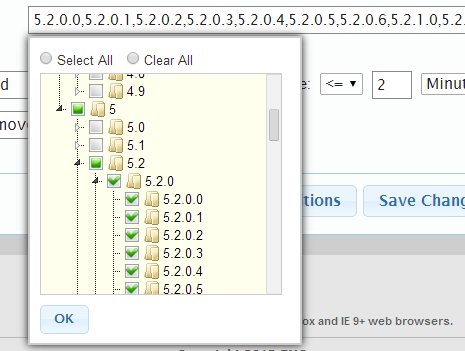 5.2.0.0,5.2.0.1,5.2.0.2,5.2.0.3,5.2.0.4,5.2.0.5,5.2.0.6,5.2.1.0,5.2.
Select All Clear All
4.8
4.9
d e: <= 2 Minut
5
move
5.0
5.1
5.2
5.2.0
5.2.0.0
tions Save Chang
5.2.0.1
5.2.0.2
5.2.0.3
5.2.0.4
5.2.0.5
OK
ox and IE 9+ web browsers.